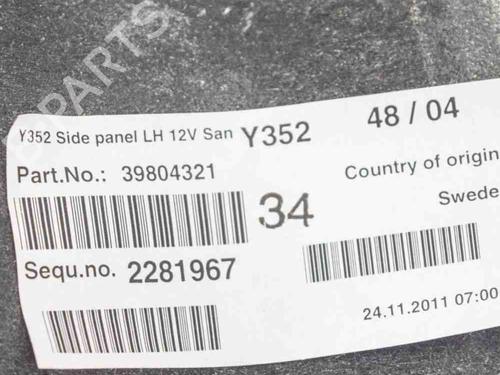 PARTS
Y352 Side panel LH 12V San Y352 48 / 04
Part.No.: 39804321
Country of origin
34
Swede
Sequ.no. 2281967
24.11.2011 07:00